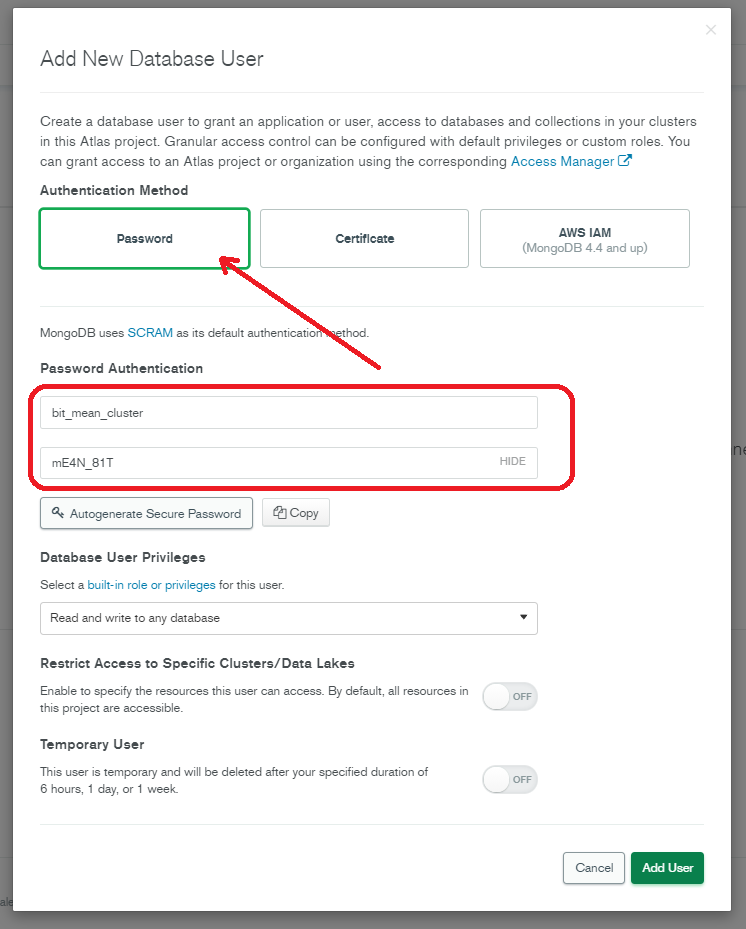 Add New Database User
Create a database user to grant an application or user, access to databases and collections in your clusters
in this Atlas project. Granular access control can be configured with default privileges or custom roles. You
can grant access to an Atlas project or organization using the corresponding Access Manager
Authentication Method
Password
Certificate
AWS IAM
(MongoDB 4.4 and up)
MongoDB uses SCRAM as its default authentication method.
Password Authentication
bit_mean_cluster
mE4N_81T HIDE
Autogenerate Secure Password Copy
Database User Privileges
Select a built-in role or privileges for this user.
Read and write to any database
Restrict Access to Specific Clusters/Data Lakes
Enable to specify the resources this user can access. By default, all resources in
this project are accessible.
OFF
Temporary User
This user is temporary and will be deleted after your specified duration of
6 hours, 1 day, or 1 week.
OFF
Cancel Add User